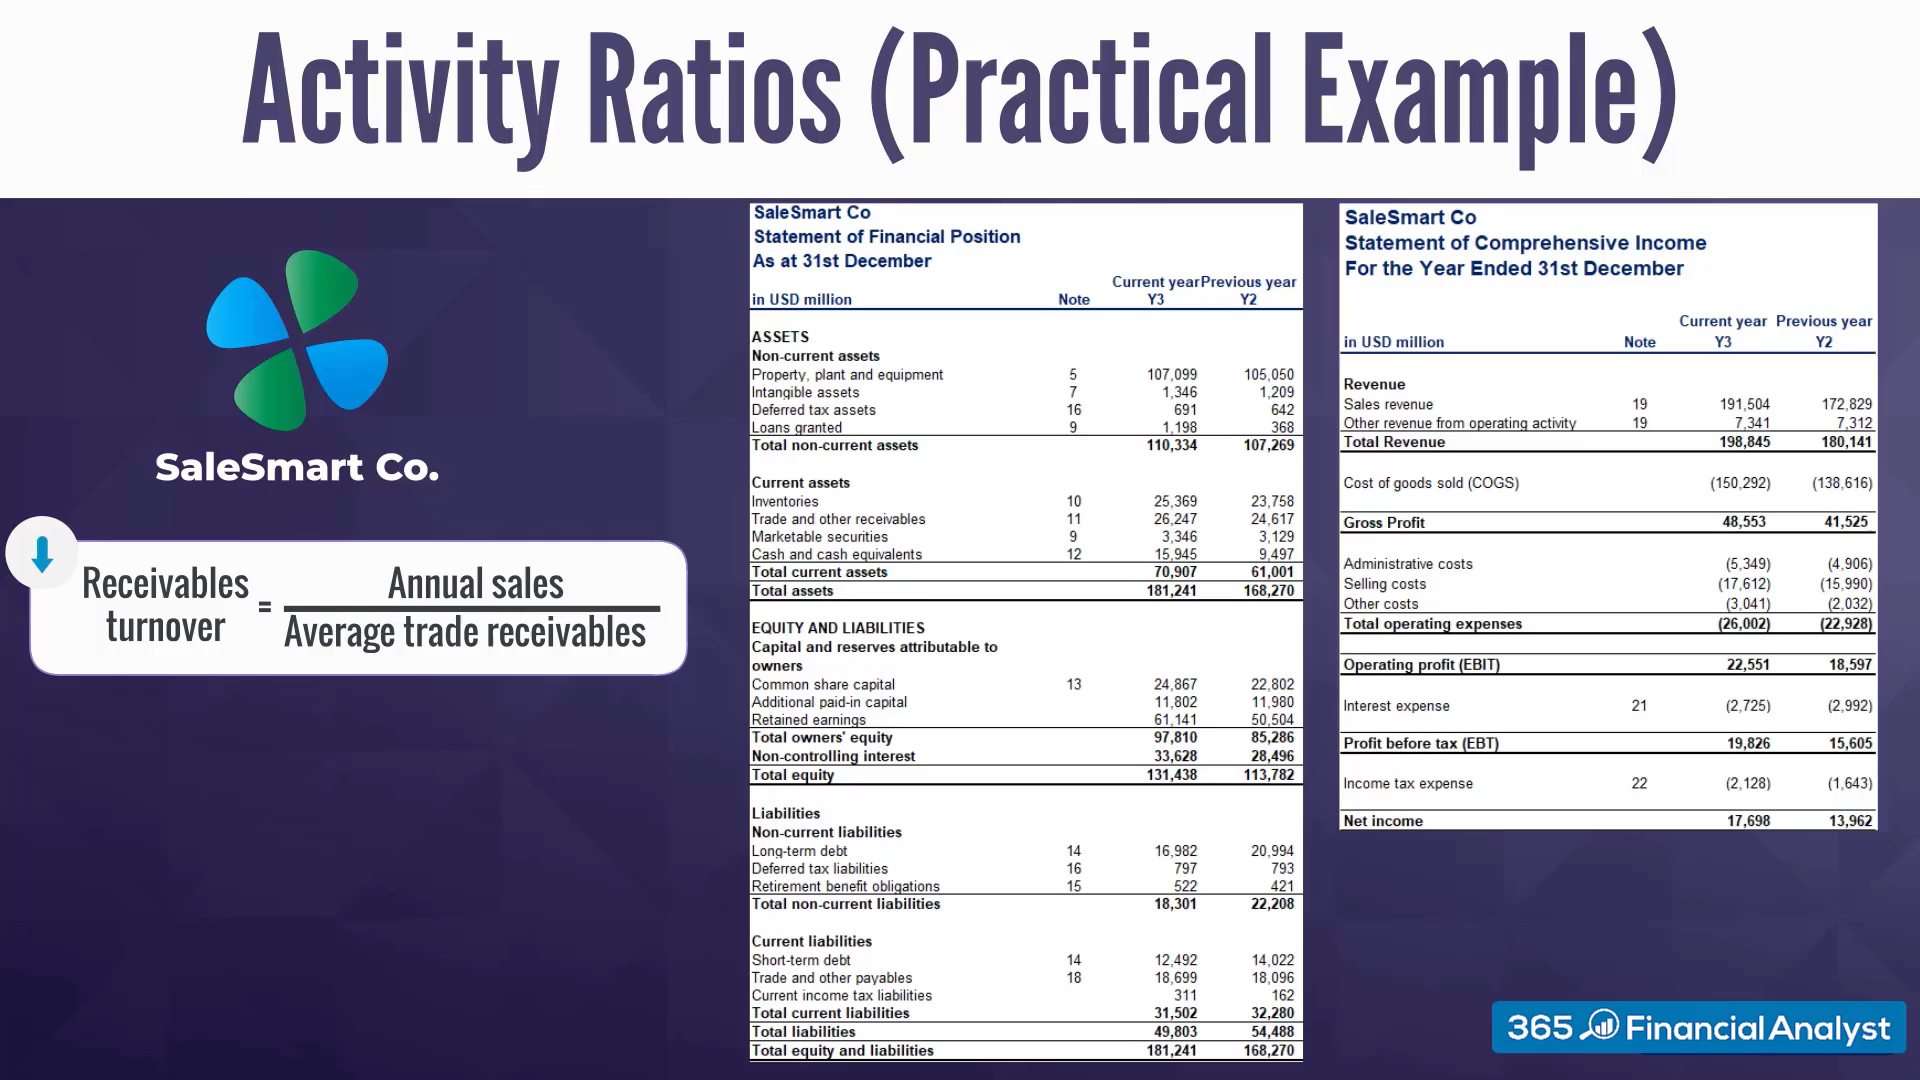 Activity Ratios (Practical Example)
SaleSmart Co.
Receivables turnover = Annual sales
Average trade receivables
SaleSmart Co
Statement of Financial Position
As at 31st December
Current year Previous year
in USD million Note Y3 Y2
ASSETS
Non-current assets
Property, plant and equipment 5 107,099 105,050
Intangible assets 7 1,346 1,209
Deferred tax assets 16 691 642
Loans granted 9 1,198 368
Total non-current assets 110,334 107,269
Current assets
Inventories 10 25,369 23,758
Trade and other receivables 11 26,247 24,617
Marketable securities 9 3,346 3,129
Cash and cash equivalents 12 15,945 9,497
Total current assets 70,907 61,001
Total assets 181,241 168,270
EQUITY AND LIABILITIES
Capital and reserves attributable to
owners
Common share capital 13 24,867 22,802
Additional paid-in capital 11,802 11,980
Retained earnings 61,141 50,504
Total owners' equity 97,810 85,286
Non-controlling interest 33,628 28,496
Total equity 131,438 113,782
Liabilities
Non-current liabilities
Long-term debt 14 16,982 20,994
Deferred tax liabilities 16 797 793
Retirement benefit obligations 15 522 421
Total non-current liabilities 18,301 22,208
Current liabilities
Short-term debt 14 12,492 14,022
Trade and other payables 18 18,699 18,096
Current income tax liabilities 311 162
Total current liabilities 31,502 32,280
Total liabilities 49,803 54,488
Total equity and liabilities 181,241 168,270
SaleSmart Co
Statement of Comprehensive Income
For the Year Ended 31st December
Current year Previous year
in USD million Note Y3 Y2
Revenue
Sales revenue 19 191,504 172,829
Other revenue from operating activity 19 7,341 7,312
Total Revenue 198,845 180,141
Cost of goods sold (COGS) (150,292) (138,616)
Gross Profit 48,553 41,525
Administrative costs (5,349) (4,906)
Selling costs (17,612) (15,990)
Other costs (3,041) (2,032)
Total operating expenses (26,002) (22,928)
Operating profit (EBIT) 22,551 18,597
Interest expense 21 (2,725) (2,992)
Profit before tax (EBT) 19,826 15,605
Income tax expense 22 (2,128) (1,643)
Net income 17,698 13,962
365 Financial Analyst